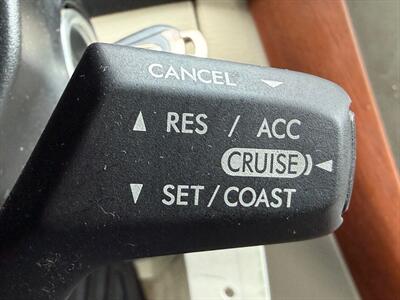 CANCEL ▼
▲ RES / ACC
CRUISE ◄
▼ SET / COAST